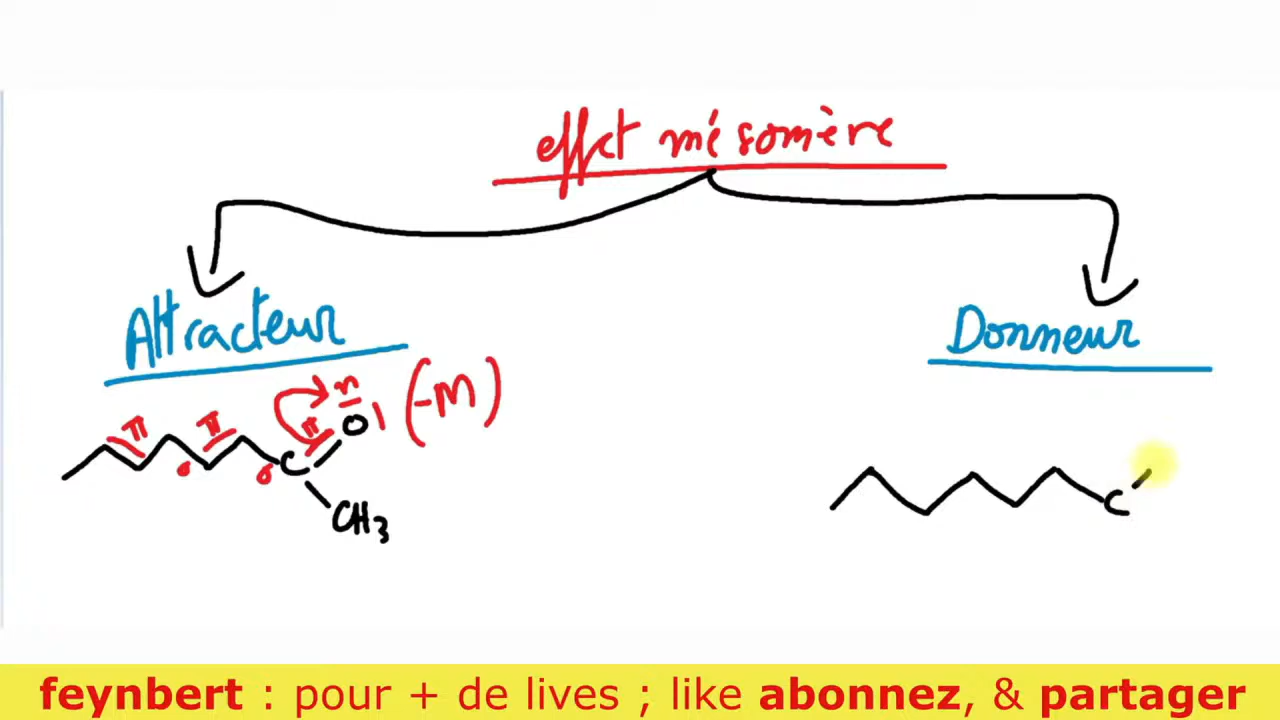 effet mésomère
Attracteur
Donneur
π π π n
O (-M)
σ σ C
CH3
C
feynbert : pour + de lives ; like abonnez, & partager